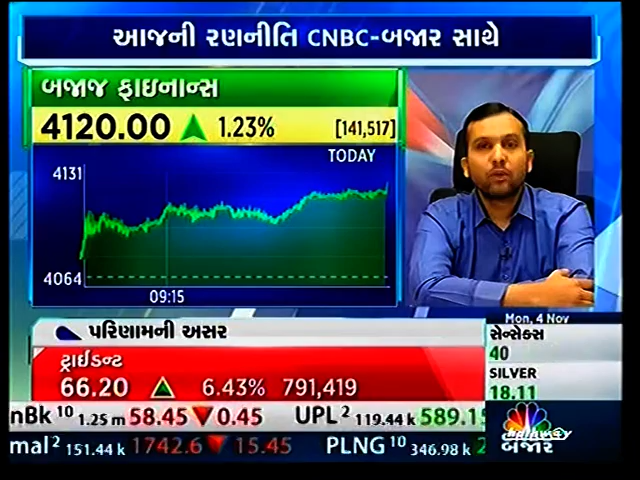 આજની રણનીતિ CNBC-બજાર સાથે
બજાજ ફાઇનાન્સ
4120.00 1.23% [141,517]
TODAY
4131
4064
09:15
Mon, 4 Nov
પરિણામની અસર
સેન્સેક્સ
40
ટ્રાઈડન્ટ
SILVER
66.20 6.43% 791,419
18.11
nBk 10 1.25 m 58.45 0.45 UPL 2 119.44 k 589.15
mal 2 151.44 k 1742.6 15.45 PLNG 10 346.98 k 2
hathway
બજાર